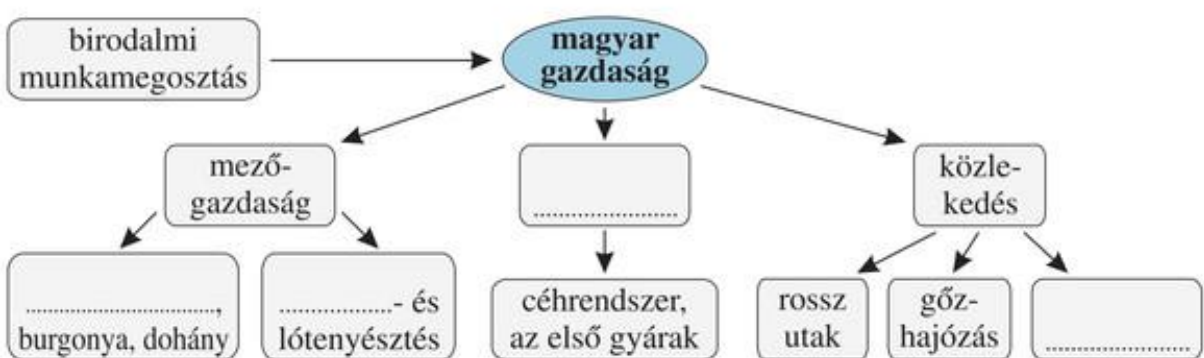 birodalmi
munkamegosztás
magyar
gazdaság
mező-
gazdaság
......................
közle-
kedés
..............................,
burgonya, dohány
.................- és
lótenyésztés
céhrendszer,
az első gyárak
rossz
utak
gőz-
hajózás
......................